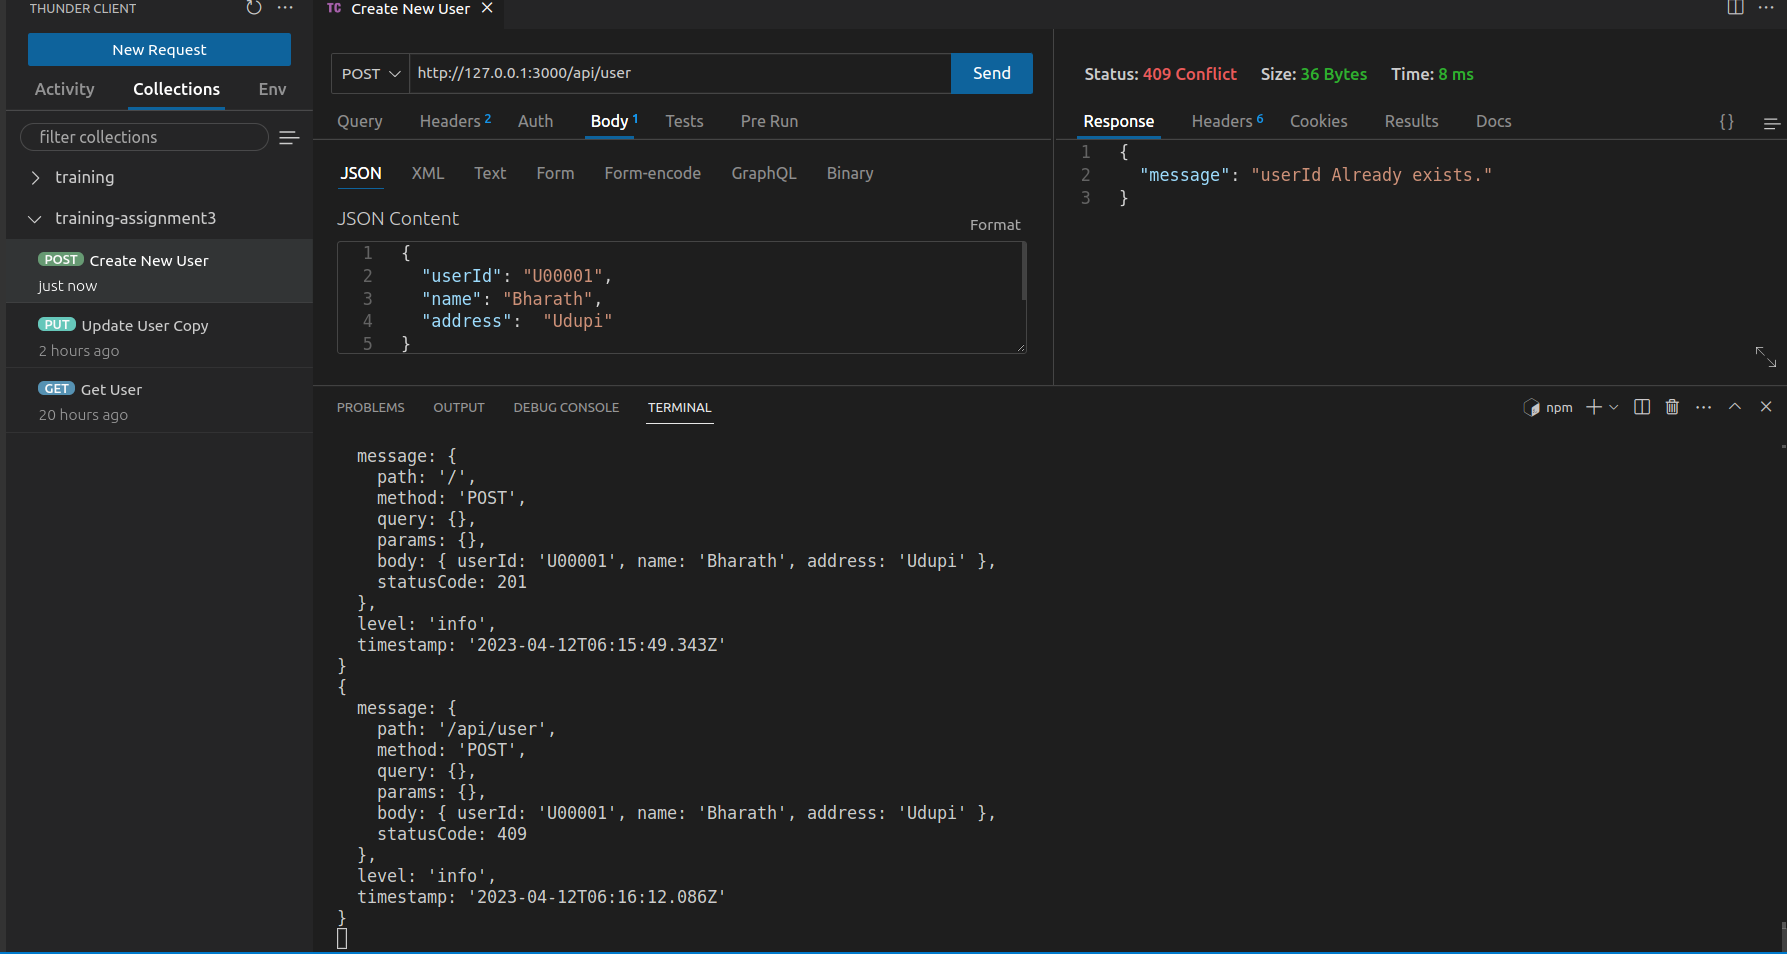 THUNDER CLIENT
New Request
Activity Collections Env
filter collections
training
training-assignment3
POST Create New User
just now
PUT Update User Copy
2 hours ago
GET Get User
20 hours ago
TC Create New User
POST http://127.0.0.1:3000/api/user Send
Query Headers 2 Auth Body 1 Tests Pre Run
JSON XML Text Form Form-encode GraphQL Binary
JSON Content
Format
1 {
2 "userId": "U00001",
3 "name": "Bharath",
4 "address":  "Udupi"
5 }
Status: 409 Conflict Size: 36 Bytes Time: 8 ms
Response Headers 6 Cookies Results Docs {}
1 {
2 "message": "userId Already exists."
3 }
PROBLEMS OUTPUT DEBUG CONSOLE TERMINAL
npm
message: {
path: '/',
method: 'POST',
query: {},
params: {},
body: { userId: 'U00001', name: 'Bharath', address: 'Udupi' },
statusCode: 201
},
level: 'info',
timestamp: '2023-04-12T06:15:49.343Z'
}
{
message: {
path: '/api/user',
method: 'POST',
query: {},
params: {},
body: { userId: 'U00001', name: 'Bharath', address: 'Udupi' },
statusCode: 409
},
level: 'info',
timestamp: '2023-04-12T06:16:12.086Z'
}